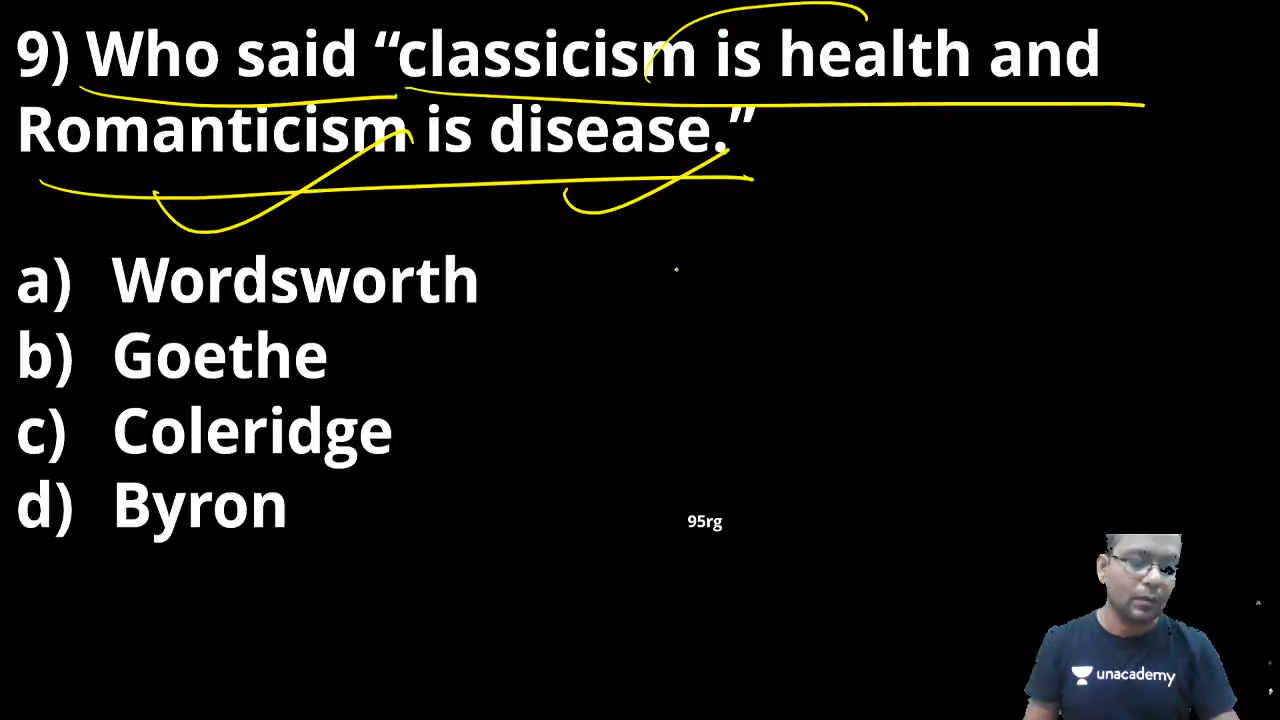 9) Who said “classicism is health and
Romanticism is disease.”
a) Wordsworth
b) Goethe
c) Coleridge
d) Byron
95rg
unacademy